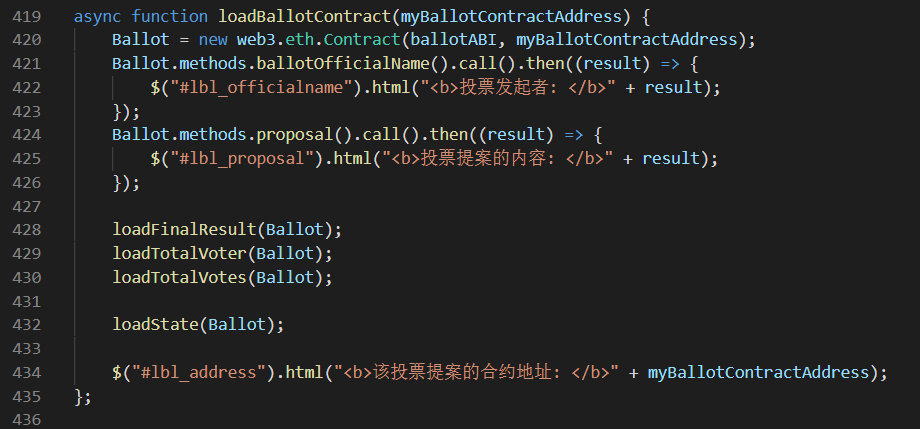 419 async function loadBallotContract(myBallotContractAddress) {
420     Ballot = new web3.eth.Contract(ballotABI, myBallotContractAddress);
421     Ballot.methods.ballotOfficialName().call().then((result) => {
422         $("#lbl_officialname").html("<b>投票发起者: </b>" + result);
423     });
424     Ballot.methods.proposal().call().then((result) => {
425         $("#lbl_proposal").html("<b>投票提案的内容: </b>" + result);
426     });
427
428     loadFinalResult(Ballot);
429     loadTotalVoter(Ballot);
430     loadTotalVotes(Ballot);
431
432     loadState(Ballot);
433
434     $("#lbl_address").html("<b>该投票提案的合约地址: </b>" + myBallotContractAddress);
435 };
436